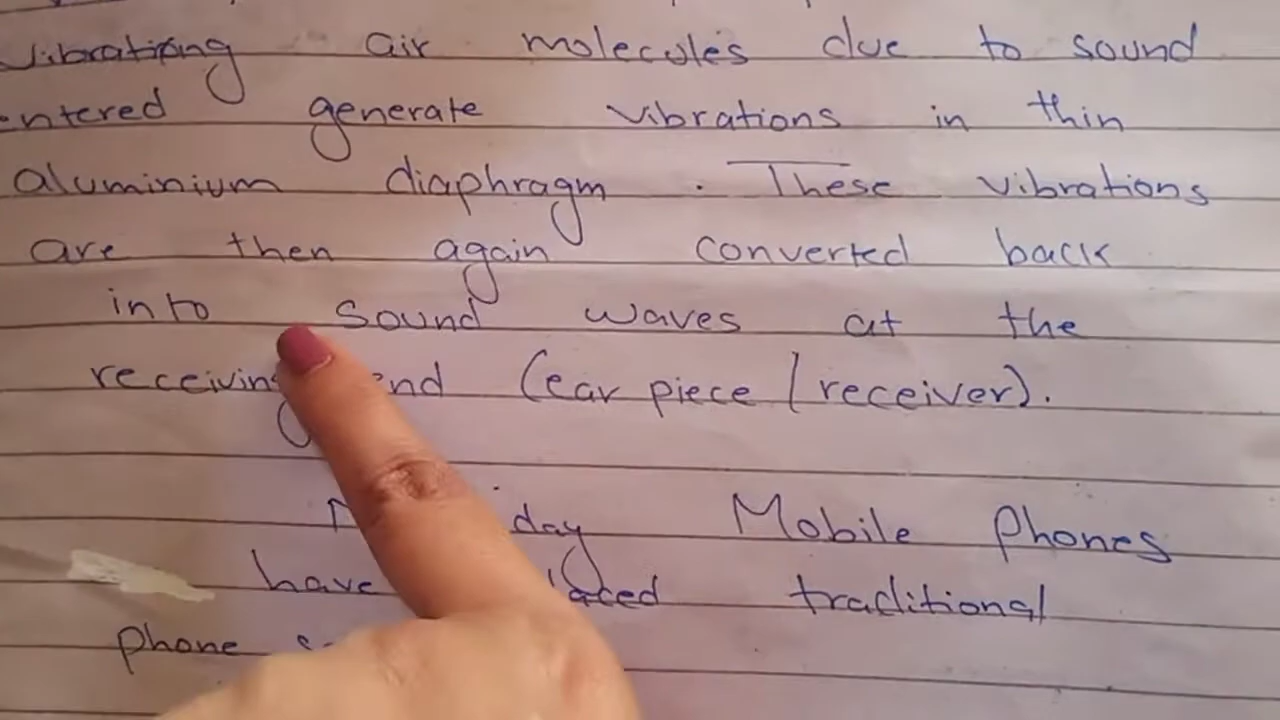 vibrating air molecules due to sound
entered generate vibrations in thin
aluminium diaphragm. These vibrations
are then again converted back
into sound waves at the
receiving end (ear piece / receiver).
day Mobile Phones
have traditional
phone